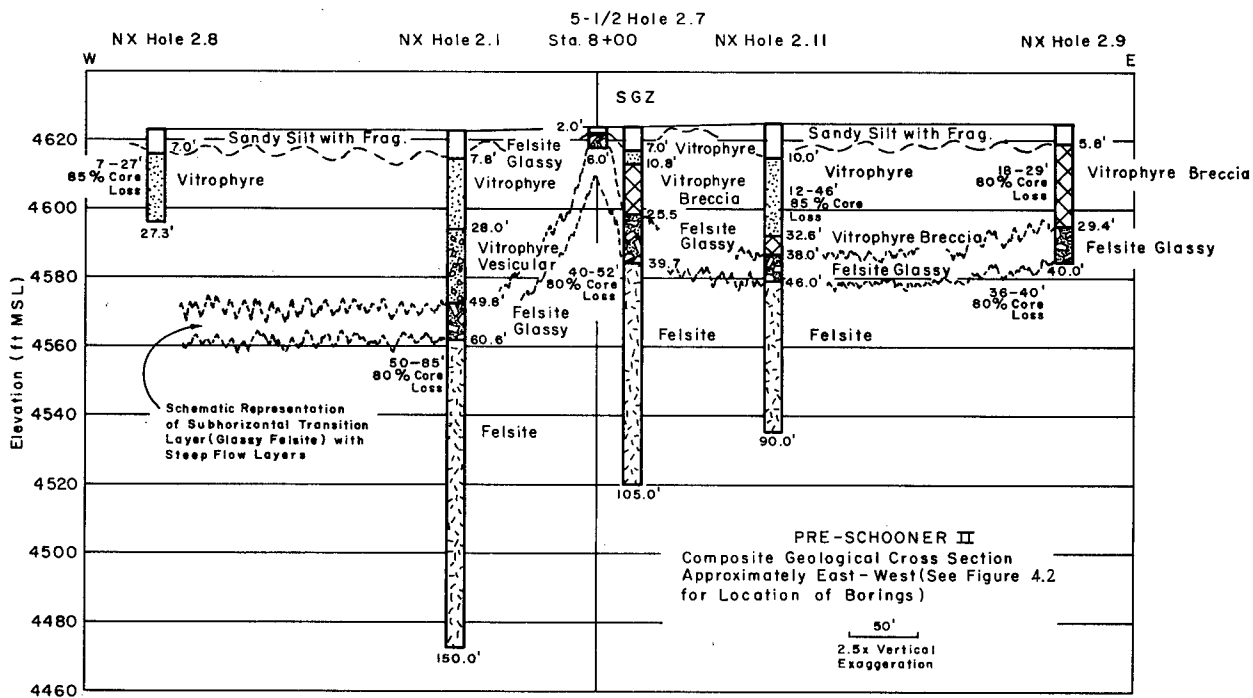 5-1/2 Hole 2.7
NX Hole 2.8
NX Hole 2.1
Sta. 8+00
NX Hole 2.11
NX Hole 2.9
W
E
SGZ
Elevation (ft MSL)
4620
4600
4580
4560
4540
4520
4500
4480
4460
Sandy Silt with Frag.
7.0'
7-27'
85% Core
Loss
Vitrophyre
27.3'
7.8'
Vitrophyre
28.0'
Vitrophyre
Vesicular
49.8'
60.6'
50-85'
80% Core
Loss
Felsite
150.0'
Schematic Representation
of Subhorizontal Transition
Layer (Glassy Felsite) with
Steep Flow Layers
2.0'
Felsite
Glassy
6.0'
Felsite
Glassy
40-52'
80% Core
Loss
7.0'
10.8'
25.5
39.7
105.0'
Vitrophyre
Vitrophyre
Breccia
Felsite
Glassy
Felsite
Sandy Silt with Frag.
10.0'
Vitrophyre
12-46'
85% Core
Loss
32.6'
Vitrophyre Breccia
38.0'
Felsite Glassy
46.0'
Felsite
90.0'
5.8'
18-29'
80% Core
Loss
Vitrophyre Breccia
29.4'
Felsite Glassy
40.0'
36-40'
80% Core
Loss
PRE-SCHOONER II
Composite Geological Cross Section
Approximately East-West (See Figure 4.2
for Location of Borings)
50'
2.5x Vertical
Exaggeration